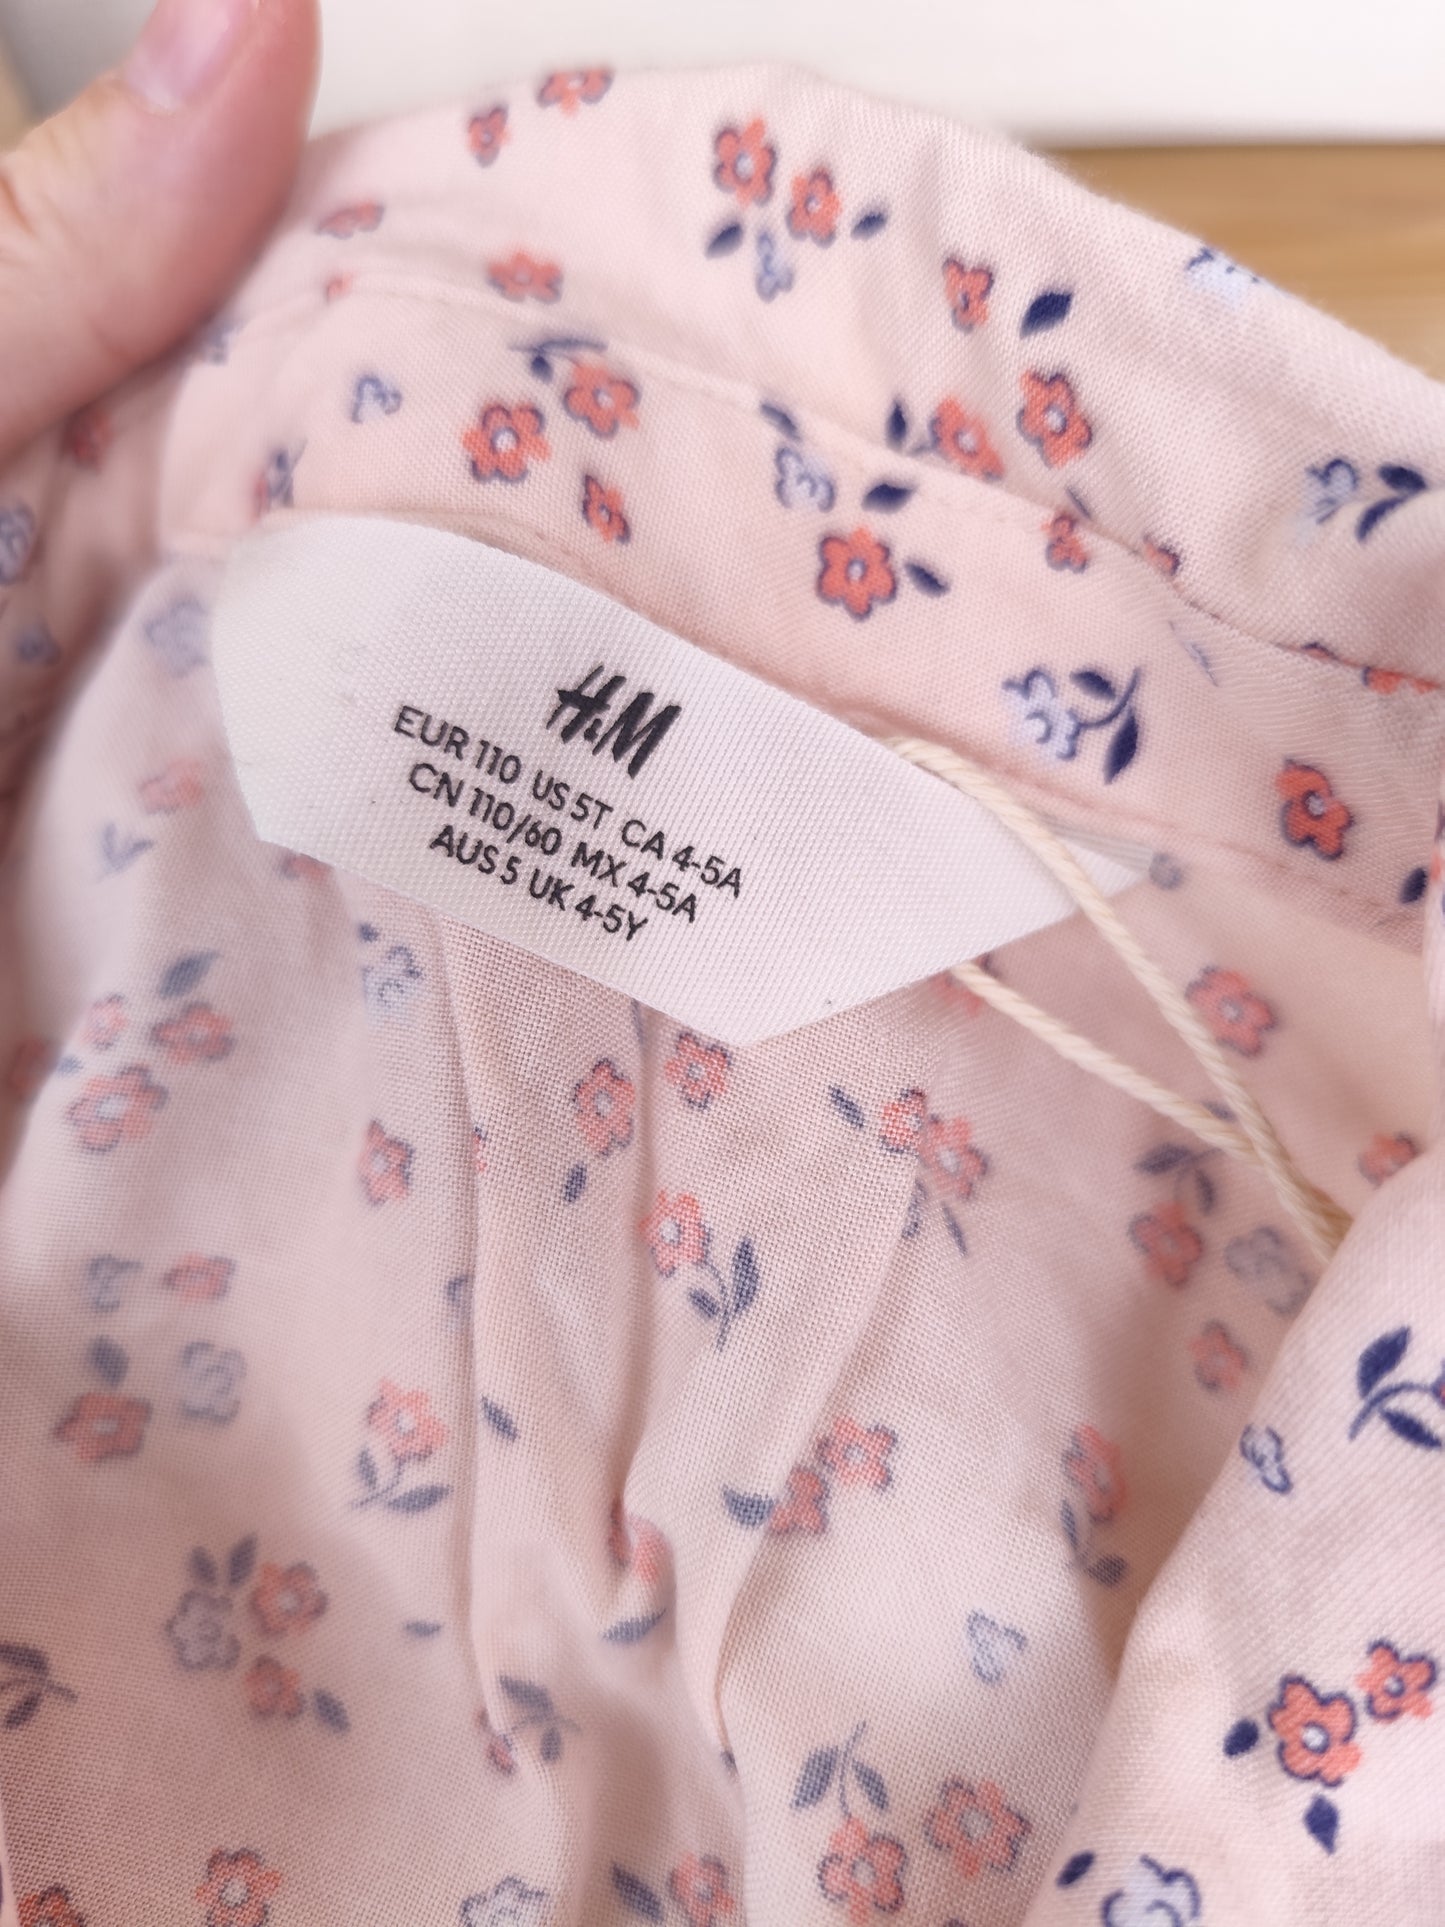 H&M
EUR 110 US 5T CA 4-5A
CN 110/60 MX 4-5A
AUS 5 UK 4-5Y